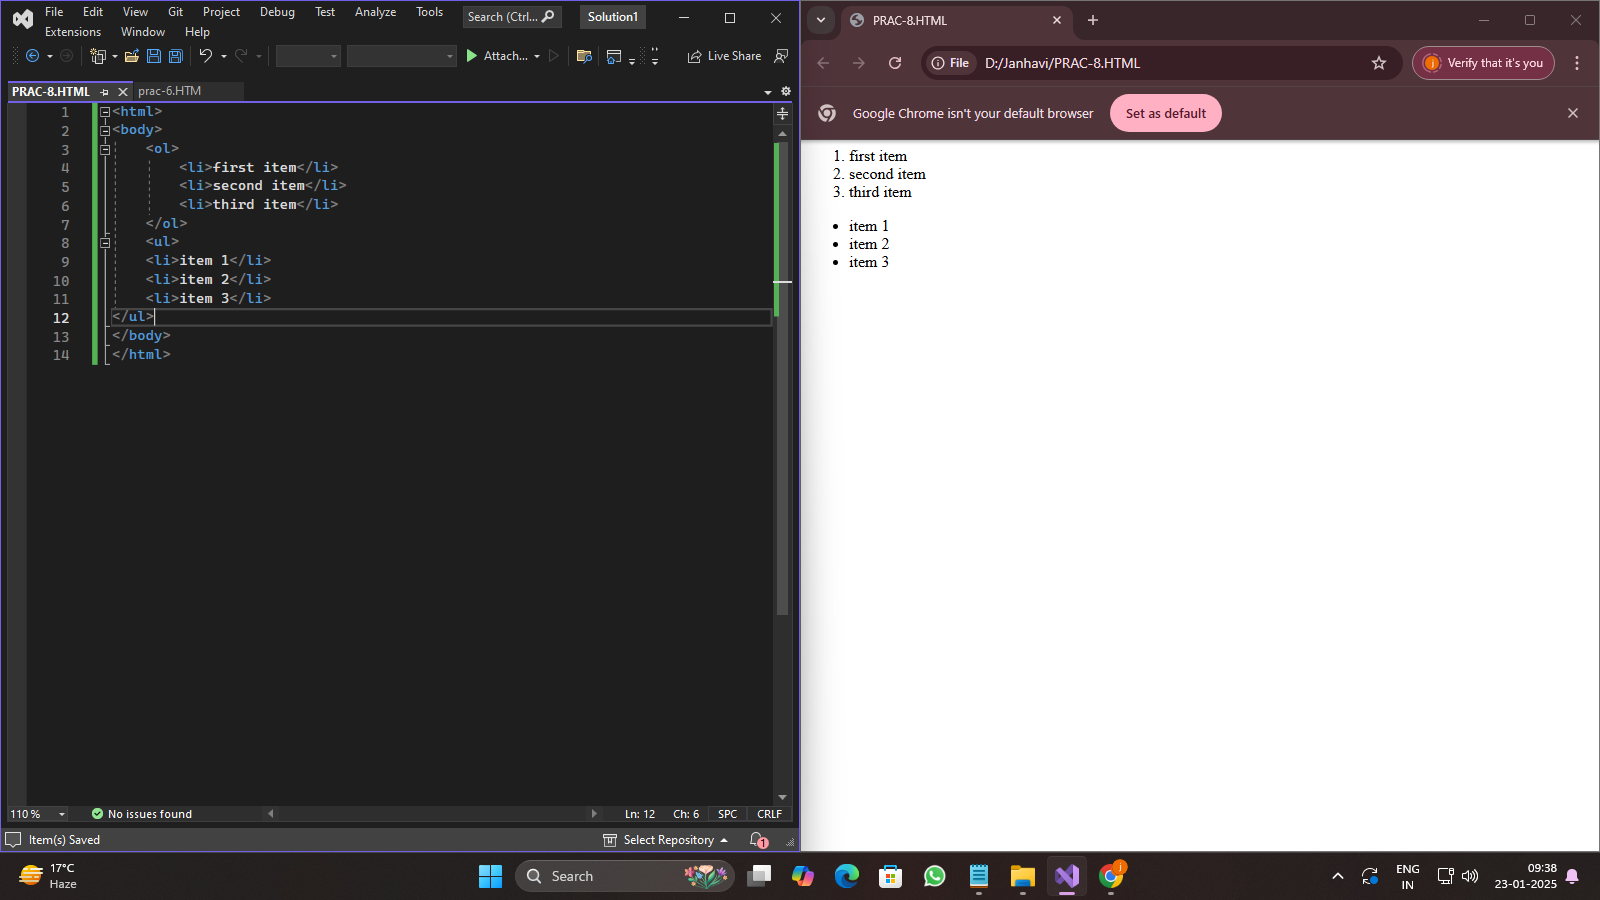 File Edit View Git Project Debug Test Analyze Tools Search (Ctrl... Solution1
Extensions Window Help
Attach... Live Share
PRAC-8.HTML prac-6.HTM
1 <html>
2 <body>
3 <ol>
4 <li>first item</li>
5 <li>second item</li>
6 <li>third item</li>
7 </ol>
8 <ul>
9 <li>item 1</li>
10 <li>item 2</li>
11 <li>item 3</li>
12 </ul>
13 </body>
14 </html>
110 % No issues found Ln: 12 Ch: 6 SPC CRLF
Item(s) Saved Select Repository 1
PRAC-8.HTML
File D:/Janhavi/PRAC-8.HTML j Verify that it's you
Google Chrome isn't your default browser Set as default
1. first item
2. second item
3. third item
• item 1
• item 2
• item 3
17°C
Haze
Search
j
ENG
IN
09:38
23-01-2025